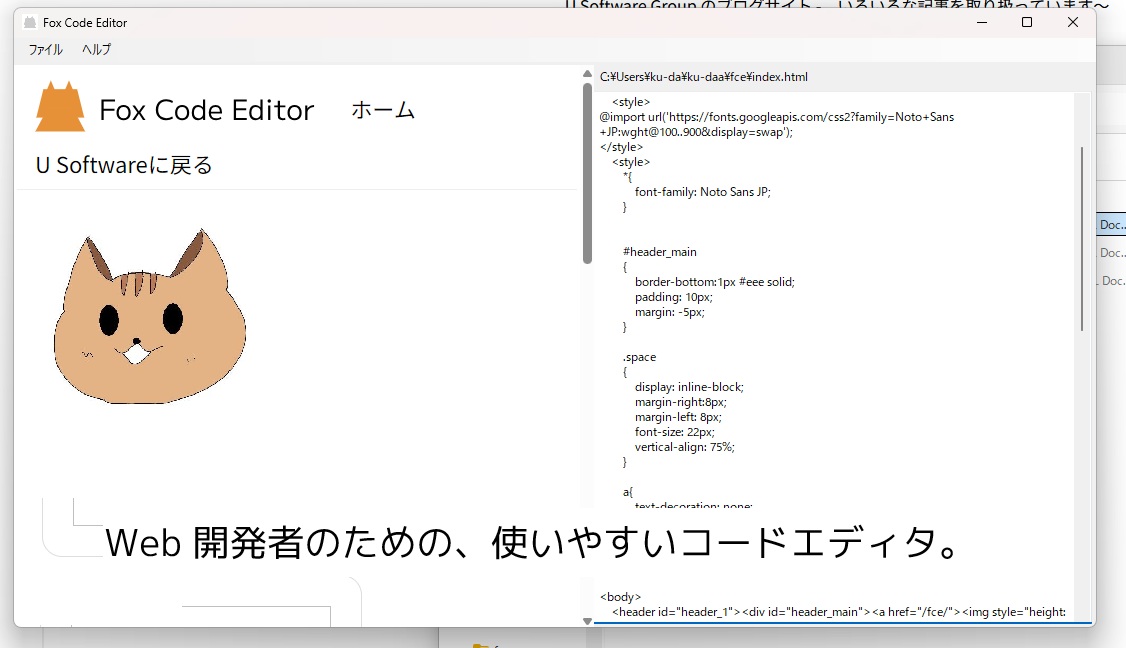 U Software Group のブログサイト。いろいろな記事を取り扱っています～
Fox Code Editor
ファイル ヘルプ
Fox Code Editor ホーム
U Softwareに戻る
C:¥Users¥ku-da¥ku-daa¥fce¥index.html
<style>
@import url('https://fonts.googleapis.com/css2?family=Noto+Sans
+JP:wght@100..900&display=swap');
</style>
<style>
*{
font-family: Noto Sans JP;
}
#header_main
{
border-bottom:1px #eee solid;
padding: 10px;
margin: -5px;
}
.space
{
display: inline-block;
margin-right:8px;
margin-left: 8px;
font-size: 22px;
vertical-align: 75%;
}
a{
text-decoration: none;
Web 開発者のための、使いやすいコードエディタ。
<body>
<header id="header_1"><div id="header_main"><a href="/fce/"><img style="height:
Doc..
Doc..
Doc.